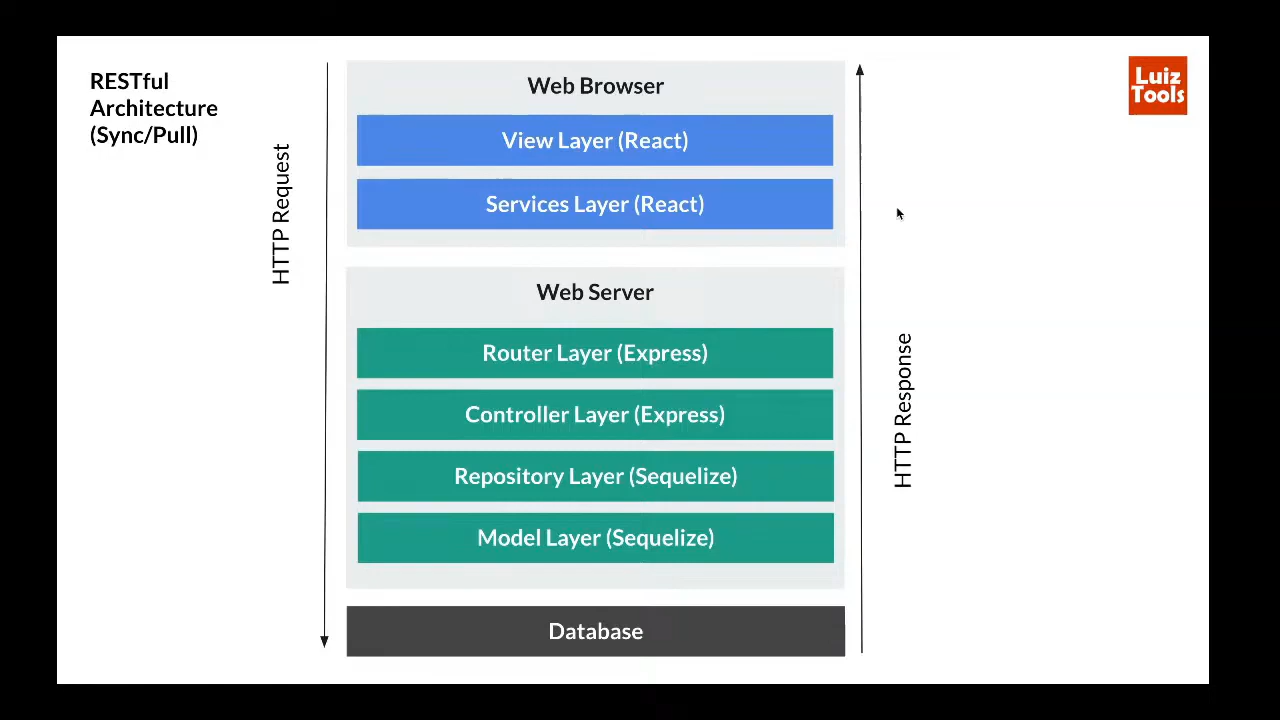 RESTful
Architecture
(Sync/Pull)
HTTP Request
Web Browser
View Layer (React)
Services Layer (React)
Web Server
Router Layer (Express)
Controller Layer (Express)
Repository Layer (Sequelize)
Model Layer (Sequelize)
Database
HTTP Response
Luiz
Tools